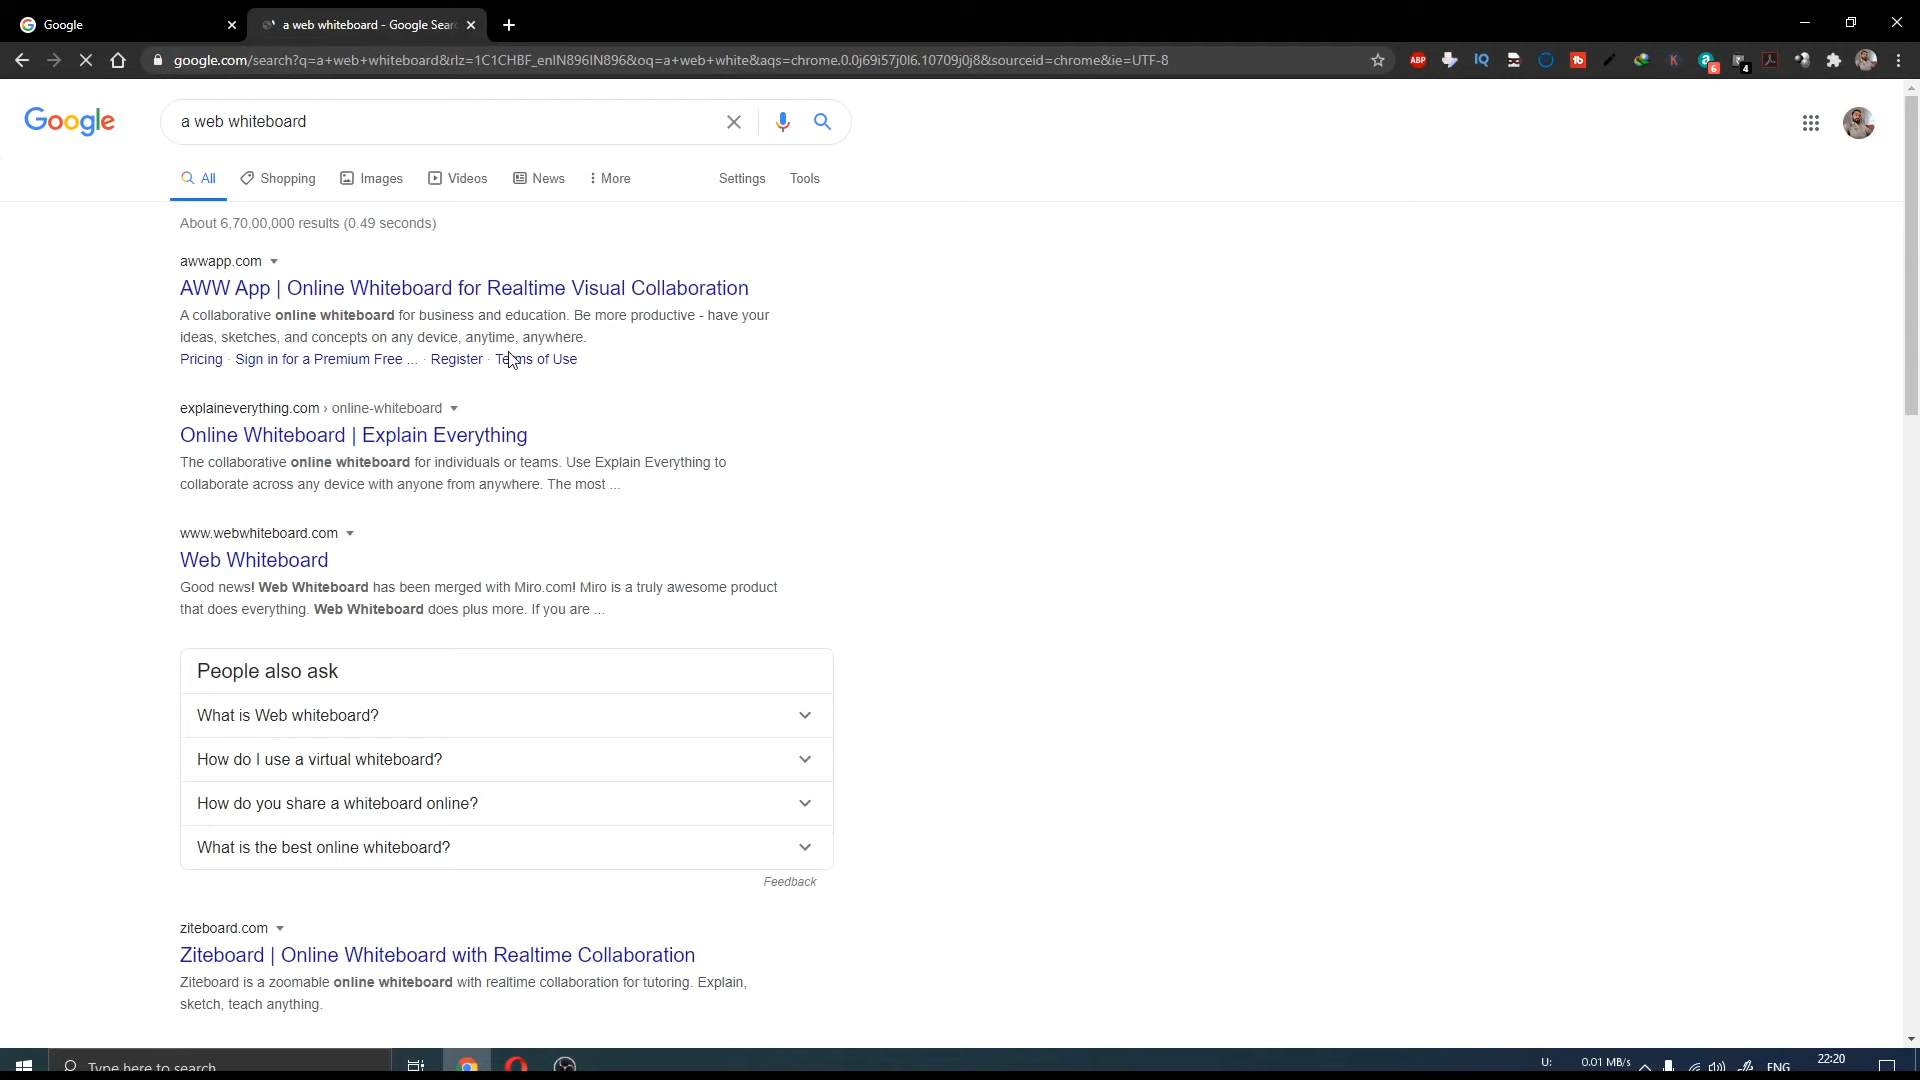 Google
a web whiteboard - Google Sear
google.com/search?q=a+web+whiteboard&rlz=1C1CHBF_enIN896IN896&oq=a+web+white&aqs=chrome.0.0j69i57j0l6.10709j0j8&sourceid=chrome&ie=UTF-8
ABP
IQ
K
a
6
4
Google
a web whiteboard
All
Shopping
Images
Videos
News
More
Settings
Tools
About 6,70,00,000 results (0.49 seconds)
awwapp.com
AWW App | Online Whiteboard for Realtime Visual Collaboration
A collaborative online whiteboard for business and education. Be more productive - have your
ideas, sketches, and concepts on any device, anytime, anywhere.
Pricing · Sign in for a Premium Free ... · Register · Terms of Use
explaineverything.com › online-whiteboard
Online Whiteboard | Explain Everything
The collaborative online whiteboard for individuals or teams. Use Explain Everything to
collaborate across any device with anyone from anywhere. The most ...
www.webwhiteboard.com
Web Whiteboard
Good news! Web Whiteboard has been merged with Miro.com! Miro is a truly awesome product
that does everything. Web Whiteboard does plus more. If you are ...
People also ask
What is Web whiteboard?
How do I use a virtual whiteboard?
How do you share a whiteboard online?
What is the best online whiteboard?
Feedback
ziteboard.com
Ziteboard | Online Whiteboard with Realtime Collaboration
Ziteboard is a zoomable online whiteboard with realtime collaboration for tutoring. Explain,
sketch, teach anything.
Type here to search
U:
0.01 MB/s
ENG
22:20